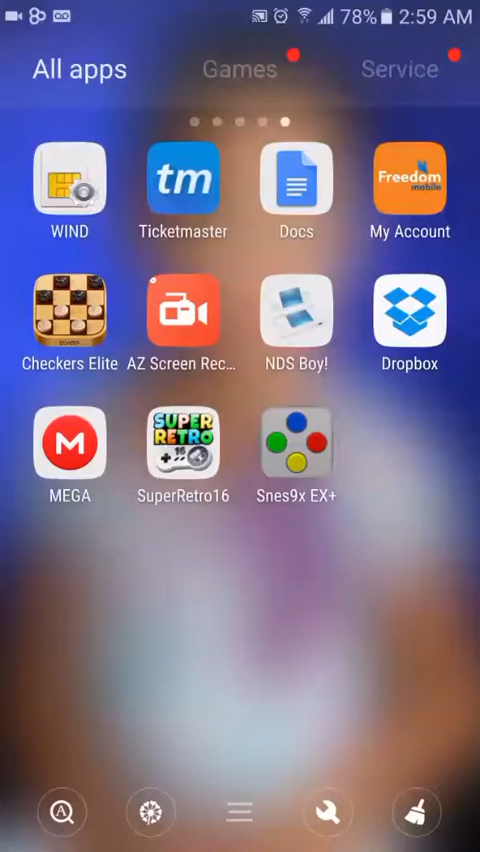 78% 2:59 AM
All apps Games Service
tm Freedom mobile
WIND Ticketmaster Docs My Account
Checkers Elite AZ Screen Rec... NDS Boy! Dropbox
M SUPER RETRO 16
MEGA SuperRetro16 Snes9x EX+
A